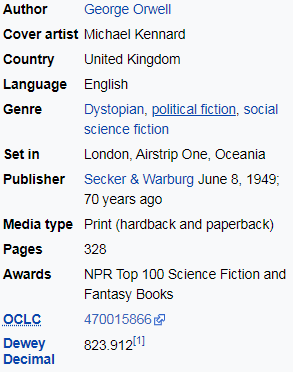 Author George Orwell
Cover artist Michael Kennard
Country United Kingdom
Language English
Genre Dystopian, political fiction, social
science fiction
Set in London, Airstrip One, Oceania
Publisher Secker & Warburg June 8, 1949;
70 years ago
Media type Print (hardback and paperback)
Pages 328
Awards NPR Top 100 Science Fiction and
Fantasy Books
OCLC 470015866
Dewey Decimal 823.912[1]